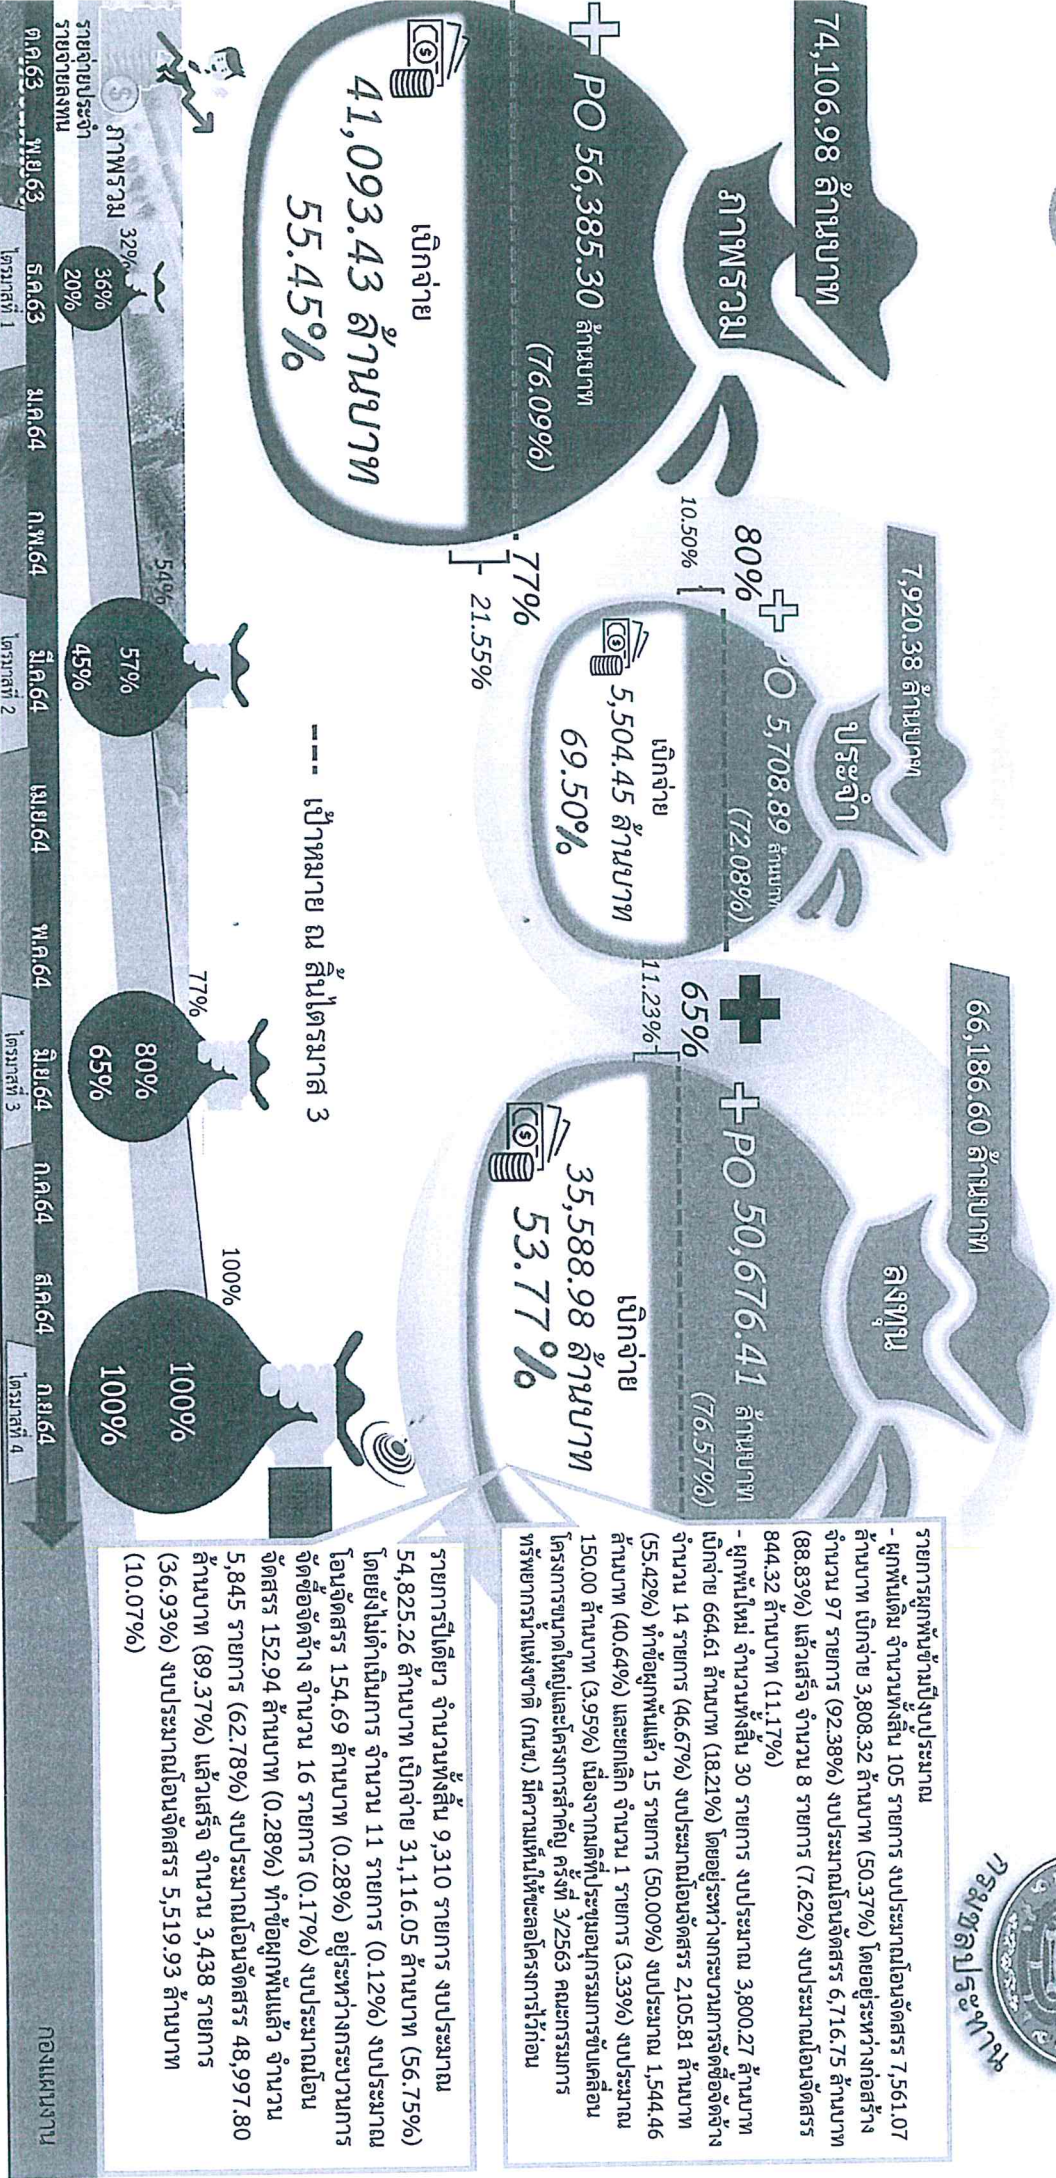 74,106.98 ล้านบาท
ภาพรวม
PO 56,385.30 ล้านบาท
(76.09%)
เบิกจ่าย
41,093.43 ล้านบาท
55.45%
77%
21.55%
7,920.38 ล้านบาท
ประจำ
PO 5,708.89 ล้านบาท
(72.08%)
80%
10.50%
เบิกจ่าย
5,504.45 ล้านบาท
69.50%
66,186.60 ล้านบาท
ลงทุน
+PO 50,676.41 ล้านบาท
(76.57%)
65%
11.23%
เบิกจ่าย
35,588.98 ล้านบาท
53.77%
กรมชลประทาน
รายการผูกพันข้ามปีงบประมาณ
- ผูกพันเดิม จำนวนทั้งสิ้น 105 รายการ งบประมาณโอนจัดสรร 7,561.07
ล้านบาท เบิกจ่าย 3,808.32 ล้านบาท (50.37%) โดยอยู่ระหว่างก่อสร้าง
จำนวน 97 รายการ (92.38%) งบประมาณโอนจัดสรร 6,716.75 ล้านบาท
(88.83%) แล้วเสร็จ จำนวน 8 รายการ (7.62%) งบประมาณโอนจัดสรร
844.32 ล้านบาท (11.17%)
- ผูกพันใหม่ จำนวนทั้งสิ้น 30 รายการ งบประมาณ 3,800.27 ล้านบาท
เบิกจ่าย 664.61 ล้านบาท (18.21%) โดยอยู่ระหว่างกระบวนการจัดซื้อจัดจ้าง
จำนวน 14 รายการ (46.67%) งบประมาณโอนจัดสรร 2,105.81 ล้านบาท
(55.42%) ทำข้อผูกพันแล้ว 15 รายการ (50.00%) งบประมาณ 1,544.46
ล้านบาท (40.64%) และยกเลิก จำนวน 1 รายการ (3.33%) งบประมาณ
150.00 ล้านบาท (3.95%) เนื่องจากมติที่ประชุมอนุกรรมการขับเคลื่อน
โครงการขนาดใหญ่และโครงการสำคัญ ครั้งที่ 3/2563 คณะกรรมการ
ทรัพยากรน้ำแห่งชาติ (กนช.) มีความเห็นให้ชะลอโครงการไว้ก่อน
รายการปีเดียว จำนวนทั้งสิ้น 9,310 รายการ งบประมาณ
54,825.26 ล้านบาท เบิกจ่าย 31,116.05 ล้านบาท (56.75%)
โดยยังไม่ดำเนินการ จำนวน 11 รายการ (0.12%) งบประมาณ
โอนจัดสรร 154.69 ล้านบาท (0.28%) อยู่ระหว่างกระบวนการ
จัดซื้อจัดจ้าง จำนวน 16 รายการ (0.17%) งบประมาณโอน
จัดสรร 152.94 ล้านบาท (0.28%) ทำข้อผูกพันแล้ว จำนวน
5,845 รายการ (62.78%) งบประมาณโอนจัดสรร 48,997.80
ล้านบาท (89.37%) แล้วเสร็จ จำนวน 3,438 รายการ
(36.93%) งบประมาณโอนจัดสรร 5,519.93 ล้านบาท
(10.07%)
--- เป้าหมาย ณ สิ้นไตรมาส 3
ภาพรวม 32% 54% 77% 100%
รายจ่ายประจำ 36% 57% 80% 100%
รายจ่ายลงทุน 20% 45% 65% 100%
ต.ค.63 พ.ย.63 ธ.ค.63 ม.ค.64 ก.พ.64 มี.ค.64 เม.ย.64 พ.ค.64 มิ.ย.64 ก.ค.64 ส.ค.64 ก.ย.64
ไตรมาสที่ 1 ไตรมาสที่ 2 ไตรมาสที่ 3 ไตรมาสที่ 4
กองแผนงาน